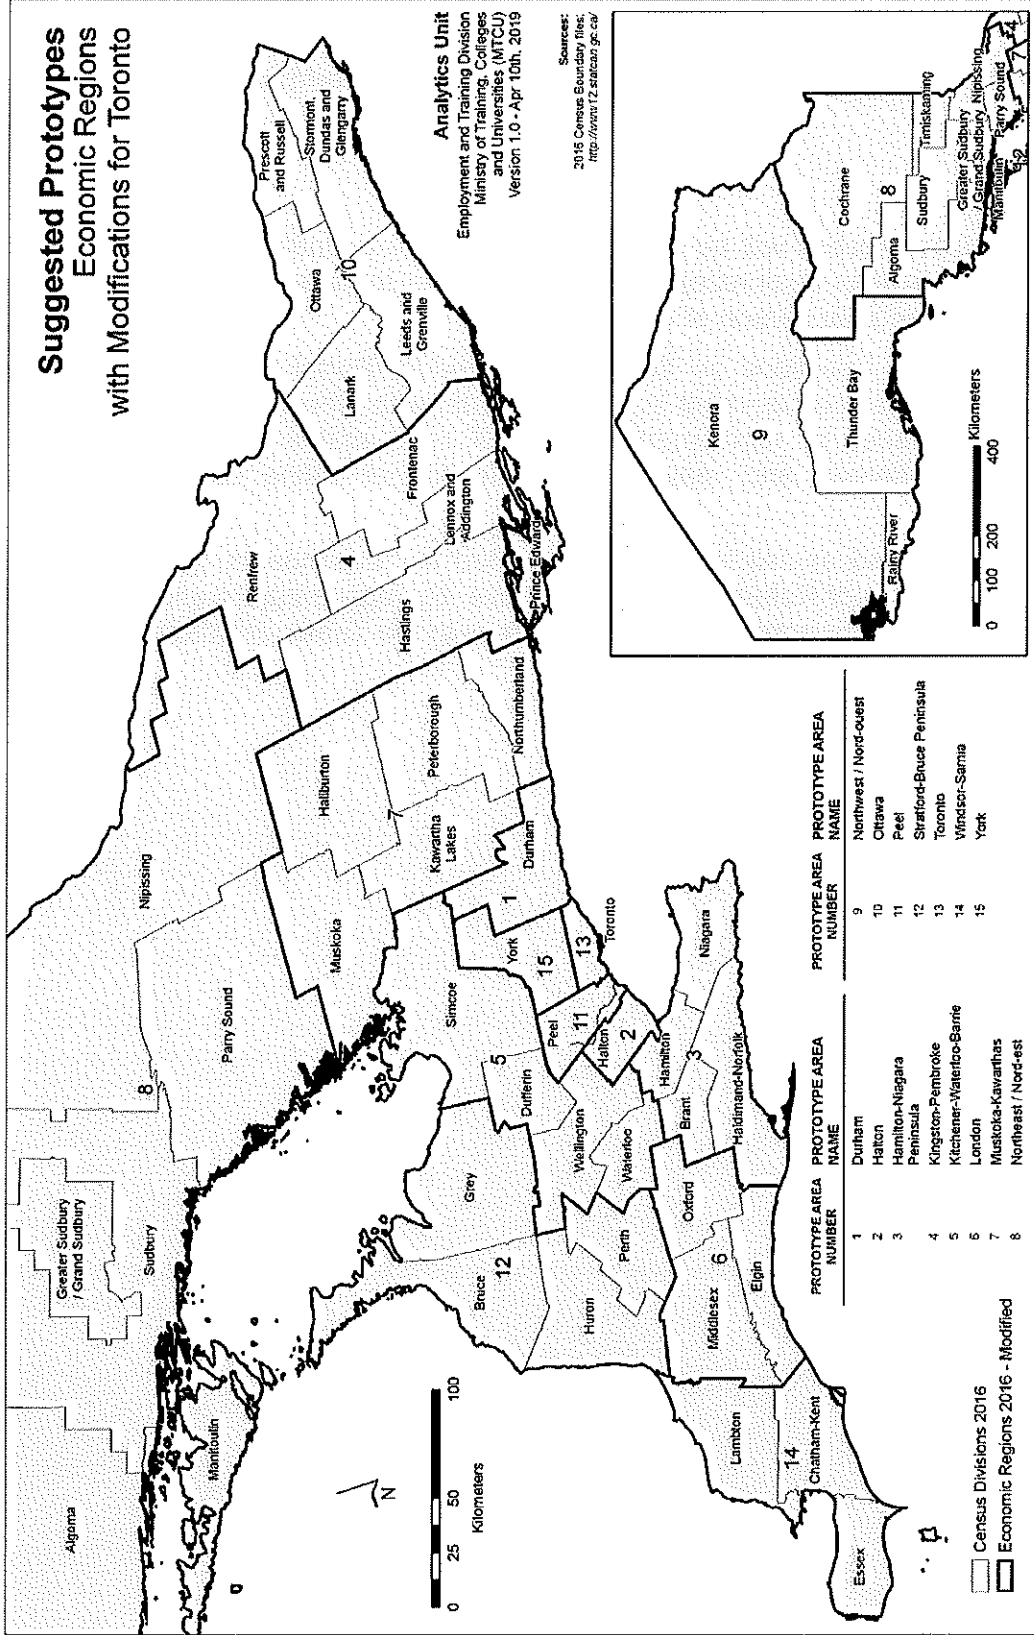 Suggested Prototypes
Economic Regions
with Modifications for Toronto
Analytics Unit
Employment and Training Division
Ministry of Training, Colleges
and Universities (MTCU)
Version 1.0 - Apr 10th, 2019
Sources:
2016 Census Boundary files;
http://www12.statcan.gc.ca/
Algoma
Greater Sudbury
/ Grand Sudbury
Sudbury
Manitoulin
8
Nipissing
Parry Sound
Muskoka
Haliburton
7
Kawartha
Lakes
Peterborough
Northumberland
Renfrew
4
Hastings
Frontenac
Lennox and
Addington
Prince Edward
Lanark
Ottawa
10
Leeds and
Grenville
Prescott
and Russell
Stormont,
Dundas and
Glengarry
Bruce
12
Grey
Huron
Perth
Simcoe
5
Dufferin
Wellington
Waterloo
York
15
1
Durham
13
Toronto
Peel
11
Halton
2
Hamilton
3
Brant
Niagara
Haldimand-Norfolk
Oxford
6
Middlesex
Elgin
Lambton
14
Chatham-Kent
Essex
N
0 25 50 100
Kilometers
Census Divisions 2016
Economic Regions 2016 - Modified
PROTOTYPE AREA NUMBER PROTOTYPE AREA NAME
1 Durham
2 Halton
3 Hamilton-Niagara
Peninsula
4 Kingston-Pembroke
5 Kitchener-Waterloo-Barrie
6 London
7 Muskoka-Kawarthas
8 Northeast / Nord-est
PROTOTYPE AREA NUMBER PROTOTYPE AREA NAME
9 Northwest / Nord-ouest
10 Ottawa
11 Peel
12 Stratford-Bruce Peninsula
13 Toronto
14 Windsor-Sarnia
15 York
Kenora
9
Rainy River
Thunder Bay
Cochrane
8
Algoma
Sudbury
Timiskaming
Greater Sudbury
/ Grand Sudbury
Nipissing
Manitoulin
Parry Sound
7
4
12
0 100 200 400
Kilometers